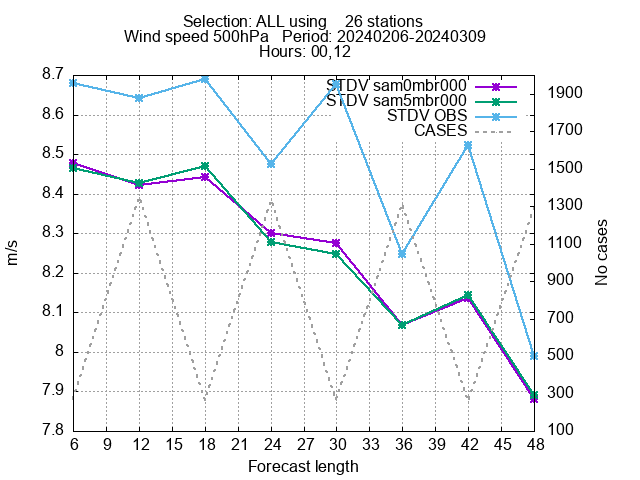 Selection: ALL using    26 stations
Wind speed 500hPa   Period: 20240206-20240309
Hours: 00,12
STDV sam0mbr000
STDV sam5mbr000
STDV OBS
CASES
8.7
8.6
8.5
8.4
8.3
8.2
8.1
8
7.9
7.8
m/s
1900
1700
1500
1300
1100
900
700
500
300
100
No cases
6 9 12 15 18 21 24 27 30 33 36 39 42 45 48
Forecast length